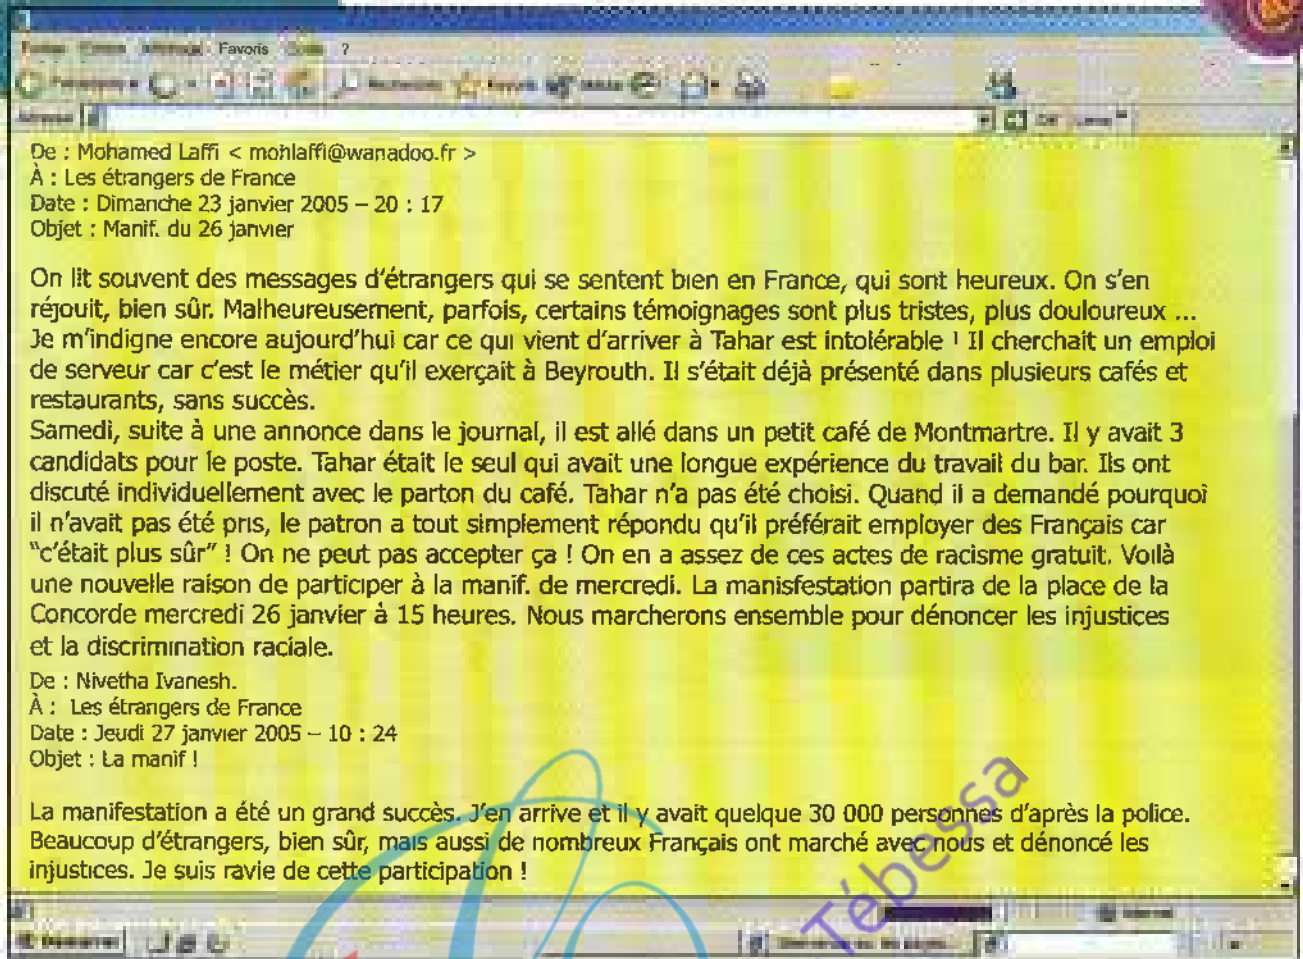 Favoris ?
De : Mohamed Laffi < mohlaffi@wanadoo.fr >
À : Les étrangers de France
Date : Dimanche 23 janvier 2005 – 20 : 17
Objet : Manif. du 26 janvier
On lit souvent des messages d'étrangers qui se sentent bien en France, qui sont heureux. On s'en
réjouit, bien sûr. Malheureusement, parfois, certains témoignages sont plus tristes, plus douloureux ...
Je m'indigne encore aujourd'hui car ce qui vient d'arriver à Tahar est intolérable ! Il cherchait un emploi
de serveur car c'est le métier qu'il exerçait à Beyrouth. Il s'était déjà présenté dans plusieurs cafés et
restaurants, sans succès.
Samedi, suite à une annonce dans le journal, il est allé dans un petit café de Montmartre. Il y avait 3
candidats pour le poste. Tahar était le seul qui avait une longue expérience du travail du bar. Ils ont
discuté individuellement avec le parton du café. Tahar n'a pas été choisi. Quand il a demandé pourquoi
il n'avait pas été pris, le patron a tout simplement répondu qu'il préférait employer des Français car
"c'était plus sûr" ! On ne peut pas accepter ça ! On en a assez de ces actes de racisme gratuit. Voilà
une nouvelle raison de participer à la manif. de mercredi. La manisfestation partira de la place de la
Concorde mercredi 26 janvier à 15 heures. Nous marcherons ensemble pour dénoncer les injustices
et la discrimination raciale.
De : Nivetha Ivanesh.
À : Les étrangers de France
Date : Jeudi 27 janvier 2005 – 10 : 24
Objet : La manif !
La manifestation a été un grand succès. J'en arrive et il y avait quelque 30 000 personnes d'après la police.
Beaucoup d'étrangers, bien sûr, mais aussi de nombreux Français ont marché avec nous et dénoncé les
injustices. Je suis ravie de cette participation !
Tébessa